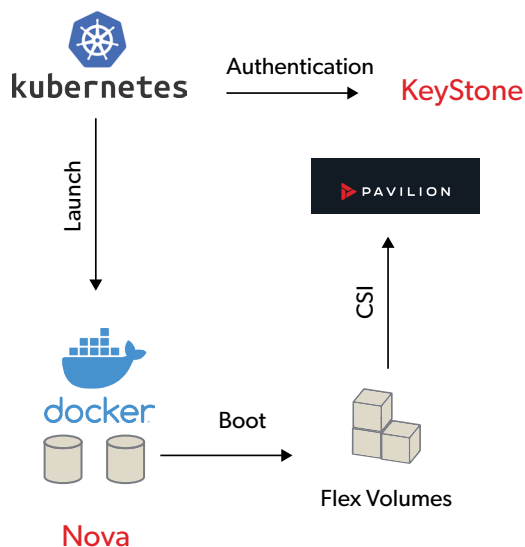 kubernetes
Authentication
KeyStone
Launch
PAVILION
CSI
docker
Boot
Flex Volumes
Nova